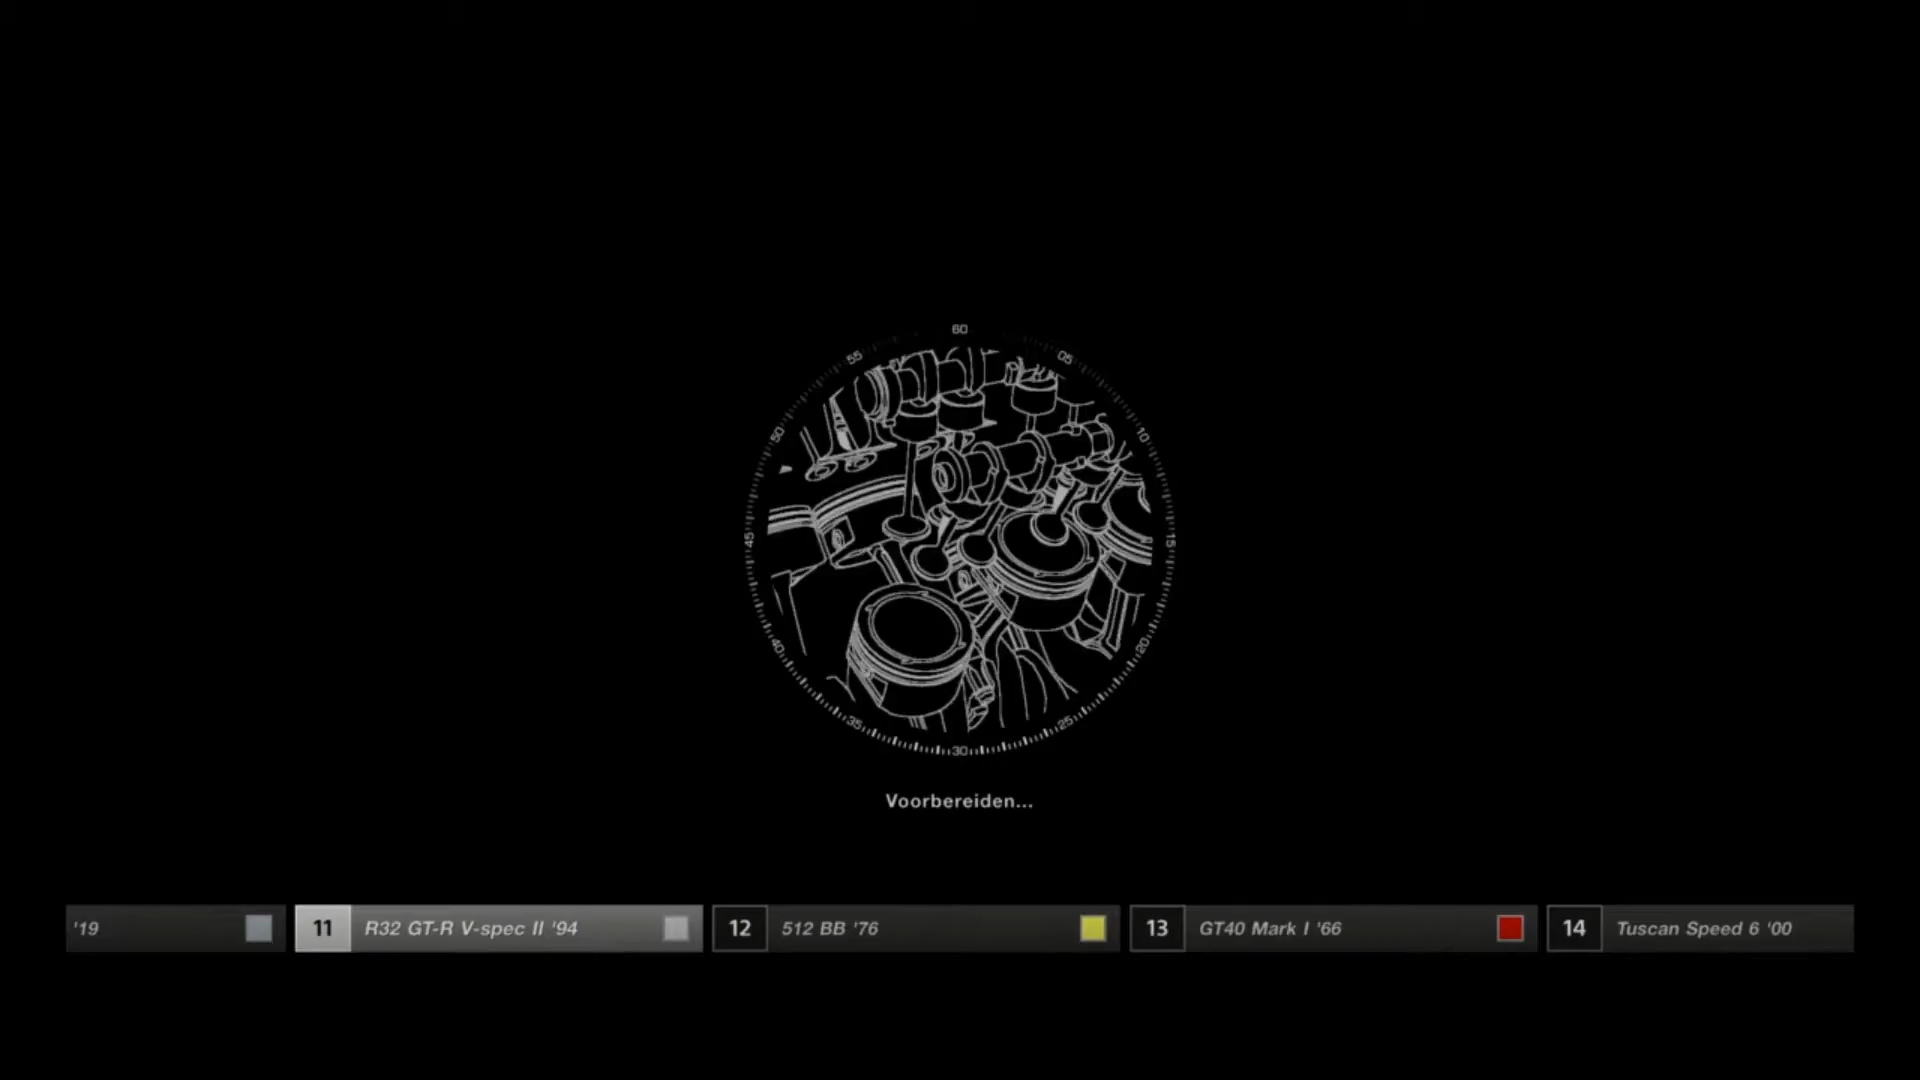 60
55
05
50
10
45
15
40
20
35
25
30
Voorbereiden...
'19
11 R32 GT-R V-spec II '94
12 512 BB '76
13 GT40 Mark I '66
14 Tuscan Speed 6 '00